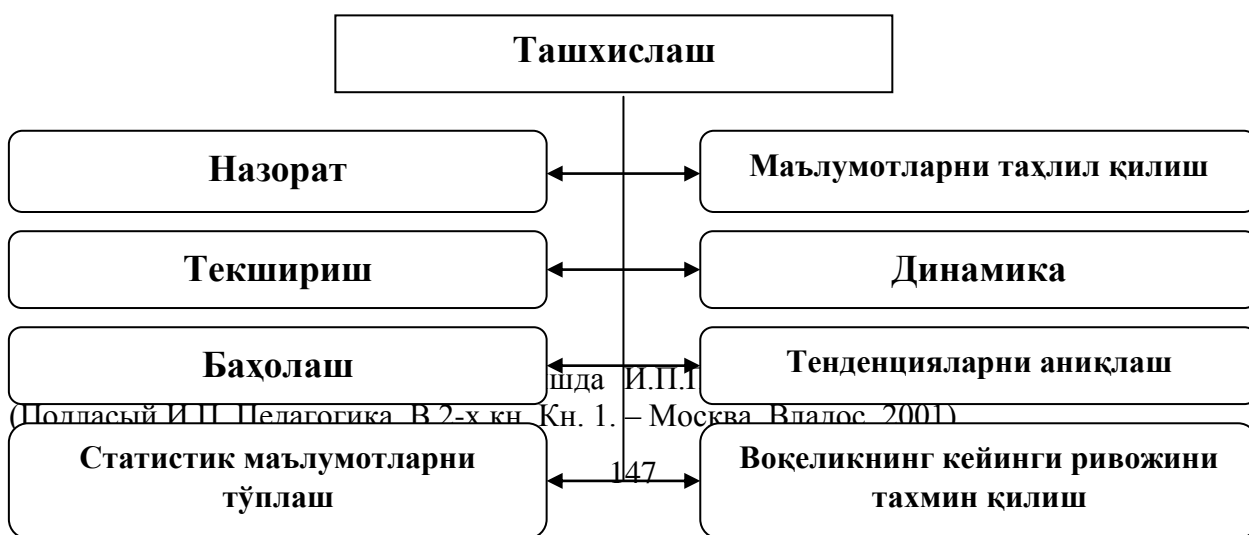 Ташхислаш
Назорат
Маълумотларни таҳлил қилиш
Текшириш
Динамика
Баҳолаш
Тенденцияларни аниқлаш
шда И.П.
(Подласый И.П. Педагогика. В 2-х кн. Кн. 1. – Москва, Владос, 2001)
Статистик маълумотларни
тўплаш
147
Воқеликнинг кейинги ривожини
тахмин қилиш